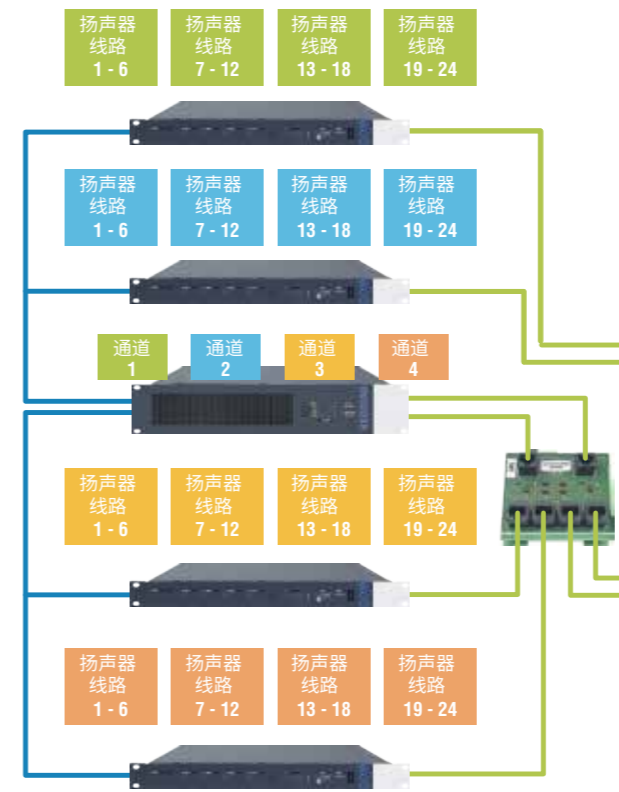 扬声器
线路
1 - 6
扬声器
线路
7 - 12
扬声器
线路
13 - 18
扬声器
线路
19 - 24
扬声器
线路
1 - 6
扬声器
线路
7 - 12
扬声器
线路
13 - 18
扬声器
线路
19 - 24
通道
1
通道
2
通道
3
通道
4
扬声器
线路
1 - 6
扬声器
线路
7 - 12
扬声器
线路
13 - 18
扬声器
线路
19 - 24
扬声器
线路
1 - 6
扬声器
线路
7 - 12
扬声器
线路
13 - 18
扬声器
线路
19 - 24